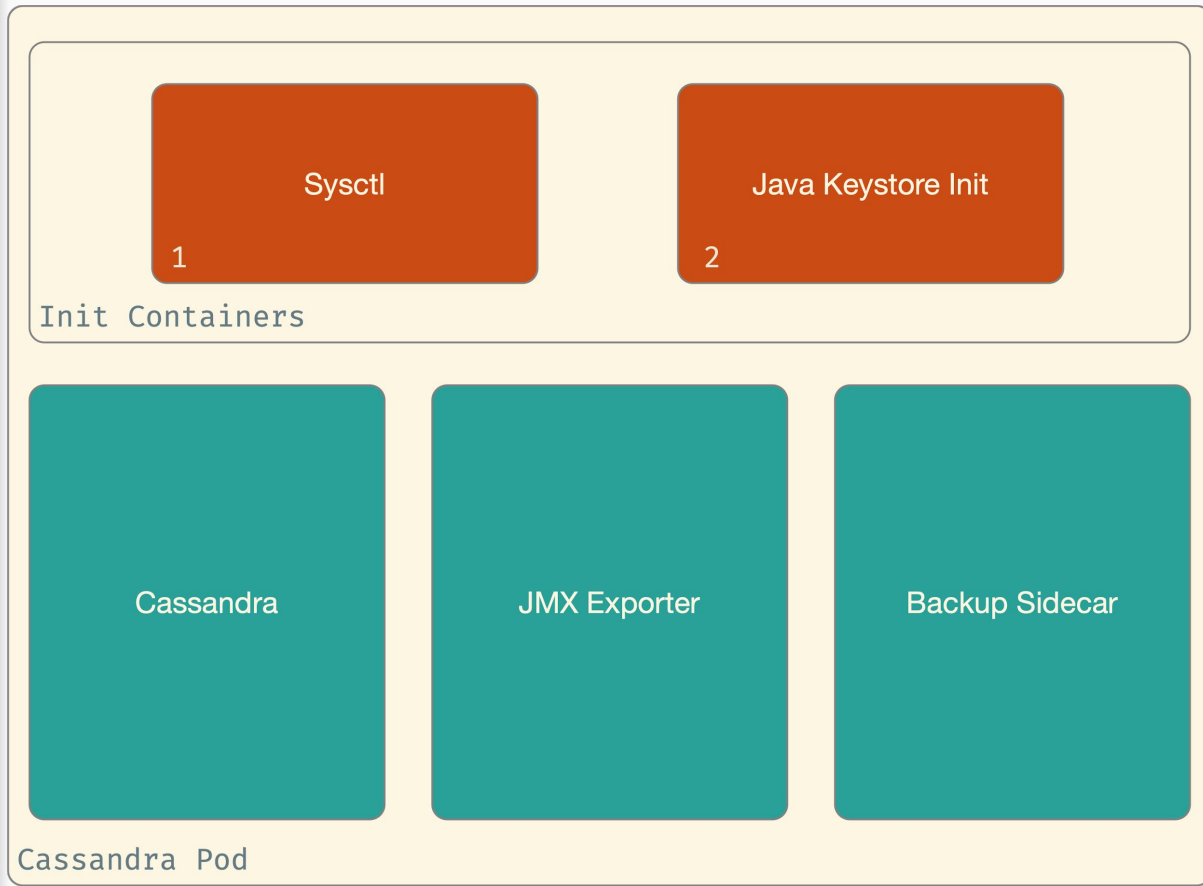 Sysctl
1
Java Keystore Init
2
Init Containers
Cassandra
JMX Exporter
Backup Sidecar
Cassandra Pod